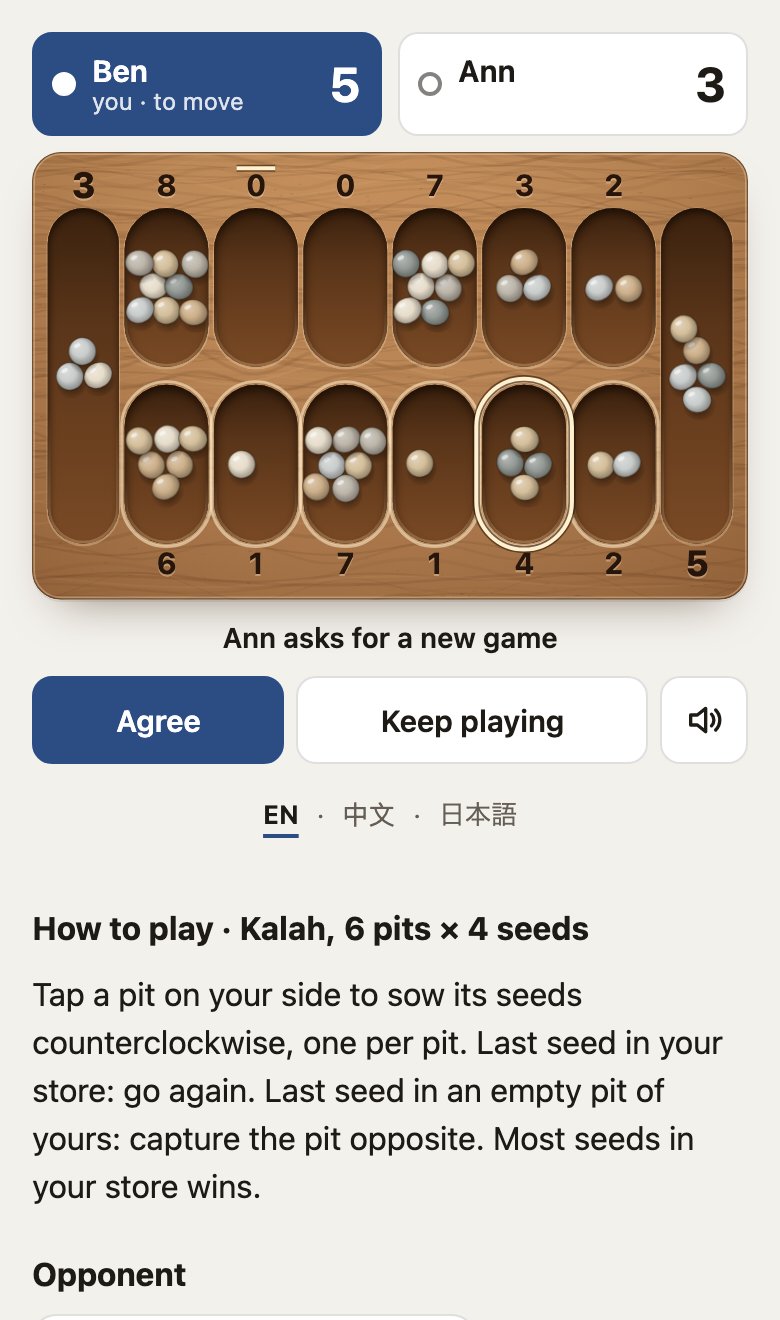 Ben
you · to move
5
Ann
3
3 8 0 0 7 3 2
6 1 7 1 4 2 5
Ann asks for a new game
Agree
Keep playing
EN · 中文 · 日本語
How to play · Kalah, 6 pits × 4 seeds
Tap a pit on your side to sow its seeds
counterclockwise, one per pit. Last seed in your
store: go again. Last seed in an empty pit of
yours: capture the pit opposite. Most seeds in
your store wins.
Opponent